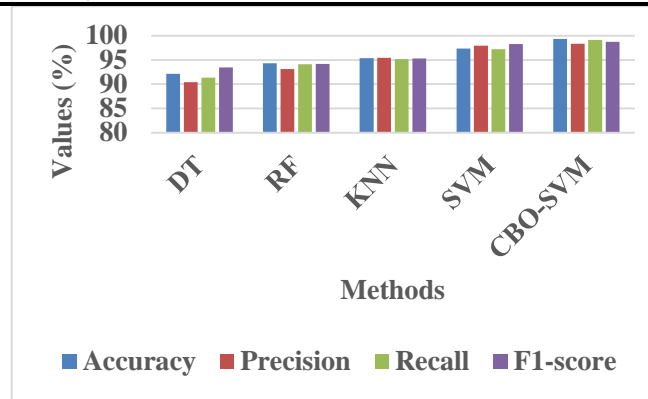 Values (%)
100
95
90
85
80
DT
RF
KNN
SVM
CBO-SVM
Methods
Accuracy Precision Recall F1-score